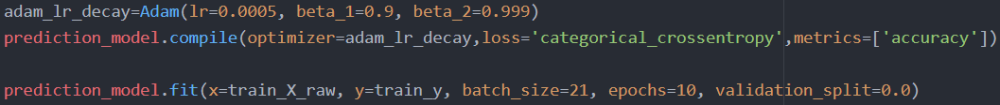 adam_lr_decay=Adam(lr=0.0005, beta_1=0.9, beta_2=0.999)
prediction_model.compile(optimizer=adam_lr_decay,loss='categorical_crossentropy',metrics=['accuracy'])
prediction_model.fit(x=train_X_raw, y=train_y, batch_size=21, epochs=10, validation_split=0.0)